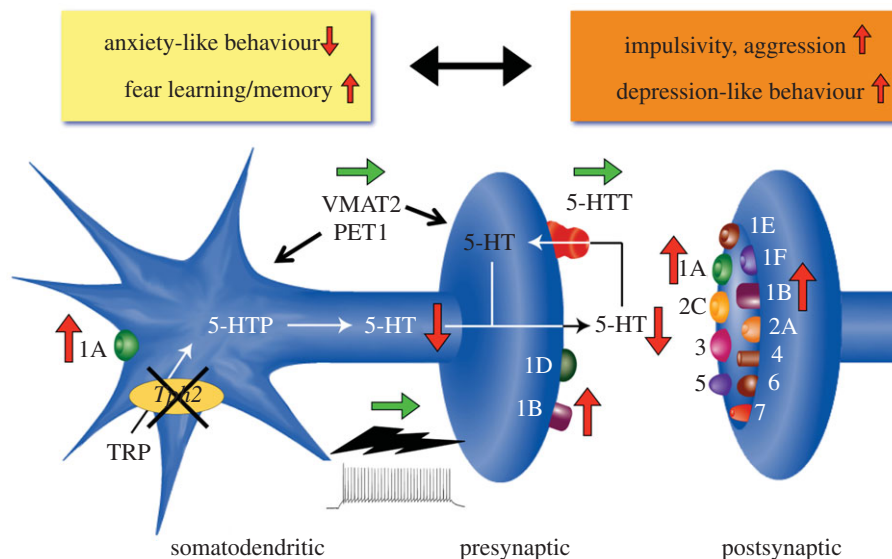 anxiety-like behaviour
fear learning/memory
impulsivity, aggression
depression-like behaviour
VMAT2
PET1
5-HTT
5-HT
1E
1F
1A
1B
2C
2A
3
4
5
6
7
1A
5-HTP
5-HT
5-HT
1D
1B
Tph2
TRP
somatodendritic
presynaptic
postsynaptic